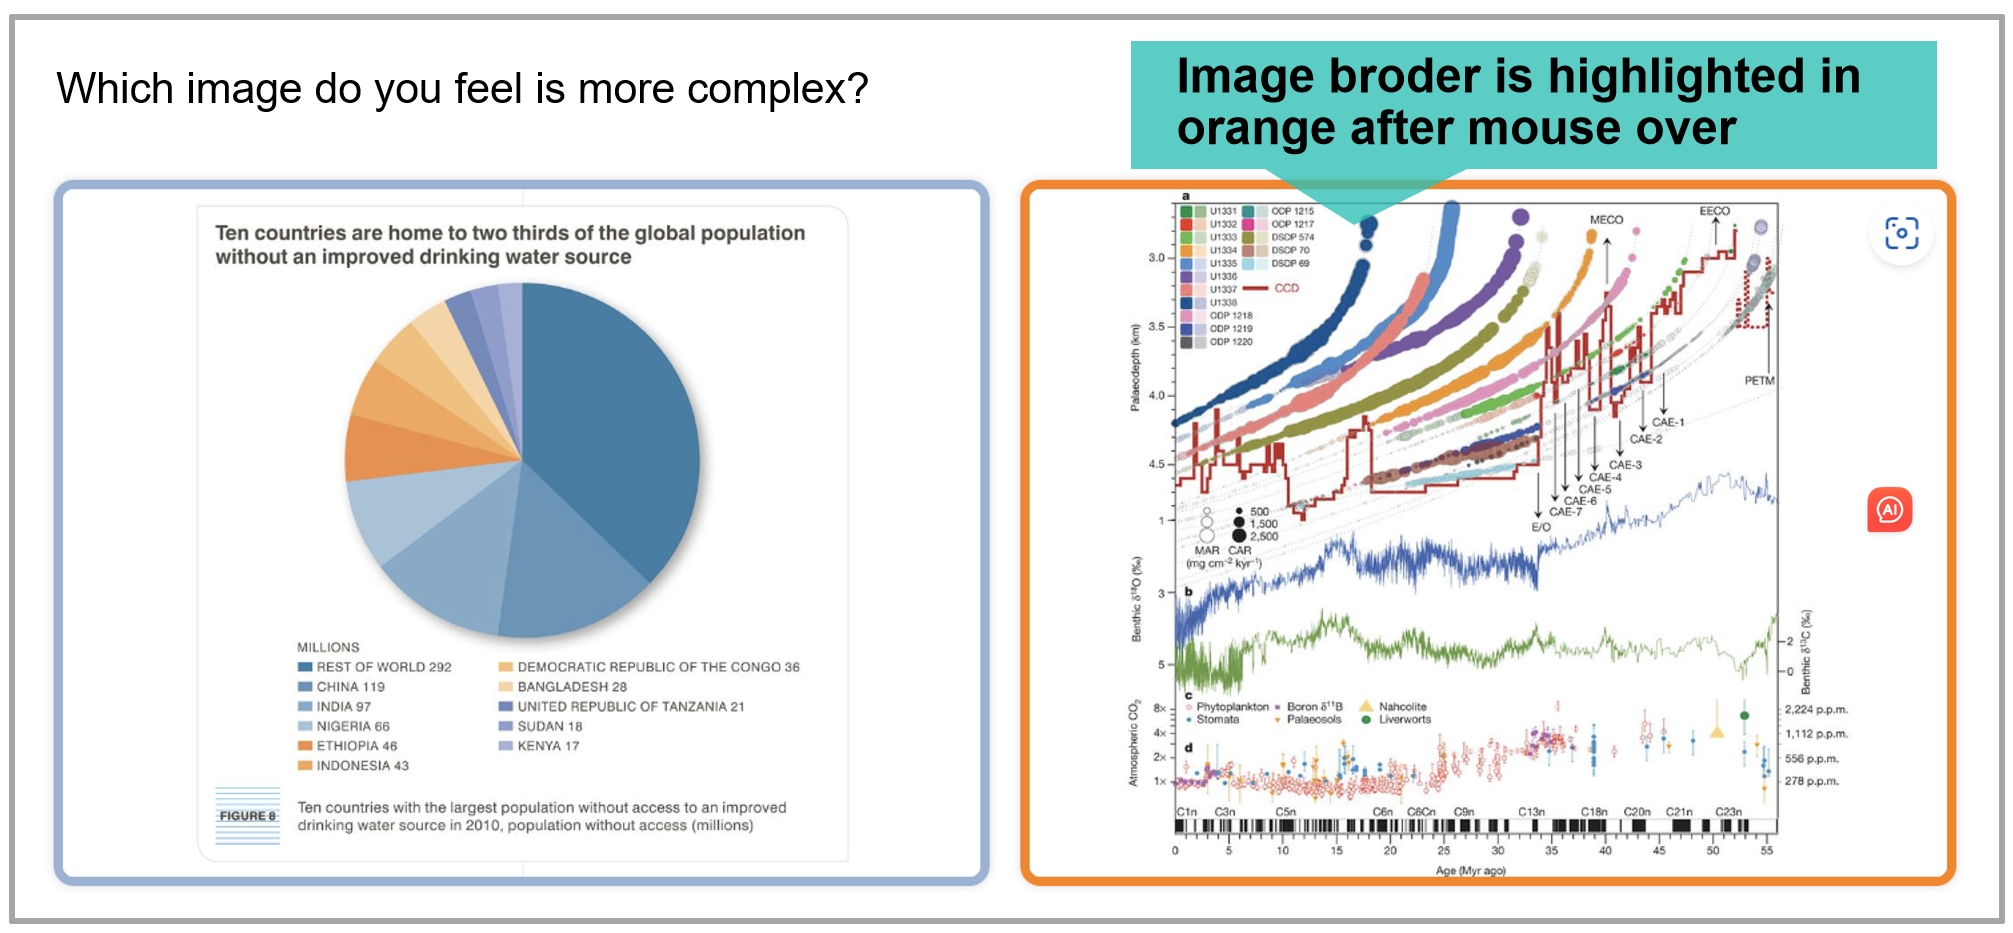 Which image do you feel is more complex?
Image broder is highlighted in
orange after mouse over
Ten countries are home to two thirds of the global population
without an improved drinking water source
MILLIONS
REST OF WORLD 292
CHINA 119
INDIA 97
NIGERIA 66
ETHIOPIA 46
INDONESIA 43
DEMOCRATIC REPUBLIC OF THE CONGO 36
BANGLADESH 28
UNITED REPUBLIC OF TANZANIA 21
SUDAN 18
KENYA 17
FIGURE 8
Ten countries with the largest population without access to an improved
drinking water source in 2010, population without access (millions)
a
U1331
U1332
U1333
U1334
U1335
U1336
U1337
U1338
ODP 1218
ODP 1219
ODP 1220
ODP 1215
ODP 1217
DSDP 574
DSDP 70
DSDP 69
CCD
MECO
EECO
PETM
CAE-1
CAE-2
CAE-3
CAE-4
CAE-5
CAE-6
CAE-7
E/O
Palaeodepth (km)
3.0
3.5
4.0
4.5
500
1,500
2,500
MAR CAR
(mg cm⁻² kyr⁻¹)
Benthic δ¹⁸O (‰)
1
3
5
b
2
0
Benthic δ¹³C (‰)
c
Phytoplankton
Stomata
Boron δ¹¹B
Palaeosols
Nahcolite
Liverworts
Atmospheric CO₂
8×
4×
2×
1×
d
2,224 p.p.m.
1,112 p.p.m.
556 p.p.m.
278 p.p.m.
C1n C3n C5n C6n C6Cn C9n C13n C18n C20n C21n C23n
0 5 10 15 20 25 30 35 40 45 50 55
Age (Myr ago)
AI